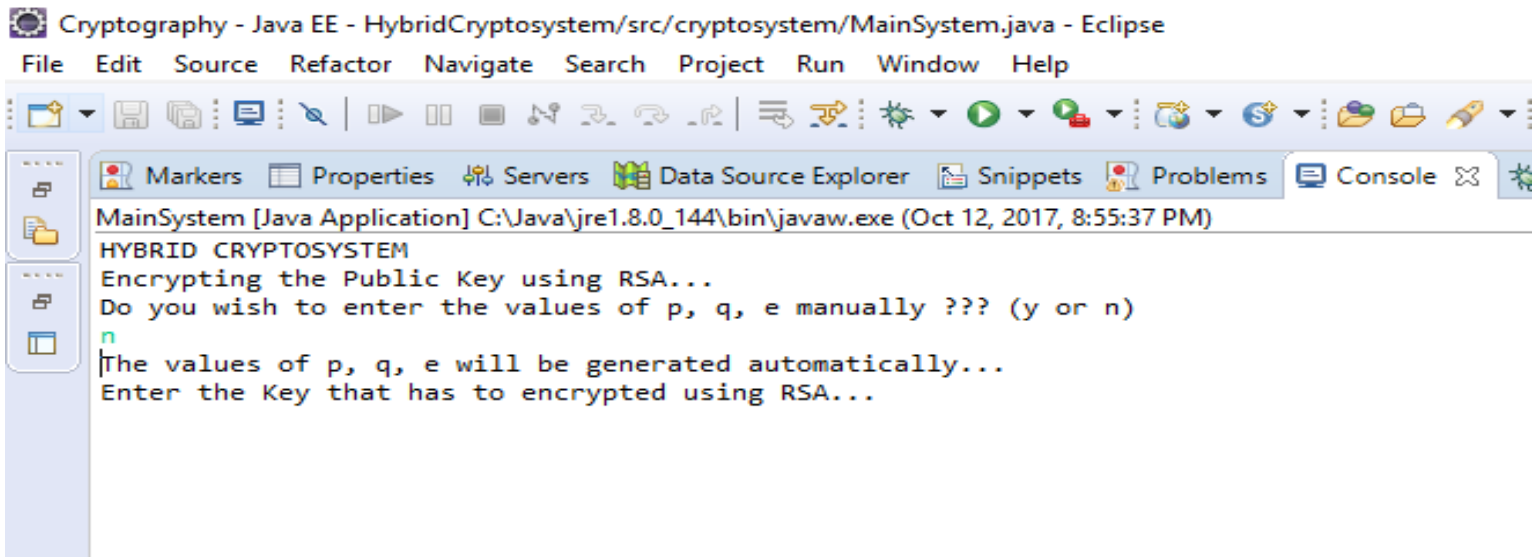 Cryptography - Java EE - HybridCryptosystem/src/cryptosystem/MainSystem.java - Eclipse
File Edit Source Refactor Navigate Search Project Run Window Help
Markers Properties Servers Data Source Explorer Snippets Problems Console
MainSystem [Java Application] C:\Java\jre1.8.0_144\bin\javaw.exe (Oct 12, 2017, 8:55:37 PM)
HYBRID CRYPTOSYSTEM
Encrypting the Public Key using RSA...
Do you wish to enter the values of p, q, e manually ??? (y or n)
n
The values of p, q, e will be generated automatically...
Enter the Key that has to encrypted using RSA...